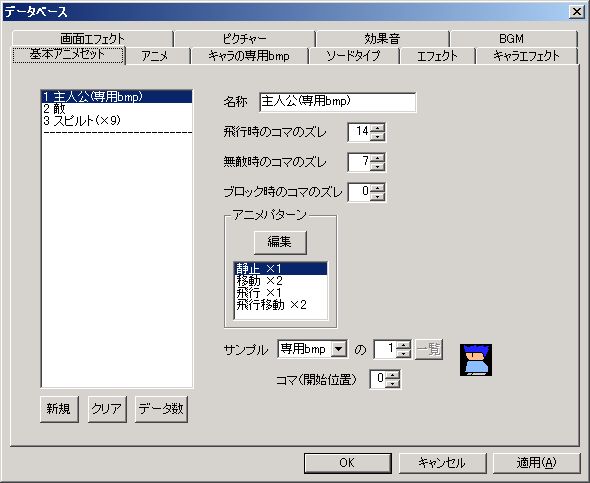 データベース
画面エフェクト ピクチャー 効果音 BGM
基本アニメセット アニメ キャラの専用bmp ソードタイプ エフェクト キャラエフェクト
1 主人公(専用bmp)
2 敵
3 スピルト(×9)
名称 主人公(専用bmp)
飛行時のコマのズレ 14
無敵時のコマのズレ 7
ブロック時のコマのズレ 0
アニメパターン
編集
静止 ×1
移動 ×2
飛行 ×1
飛行移動 ×2
サンプル 専用bmp の 1 一覧
コマ(開始位置) 0
新規 クリア データ数
OK キャンセル 適用(A)